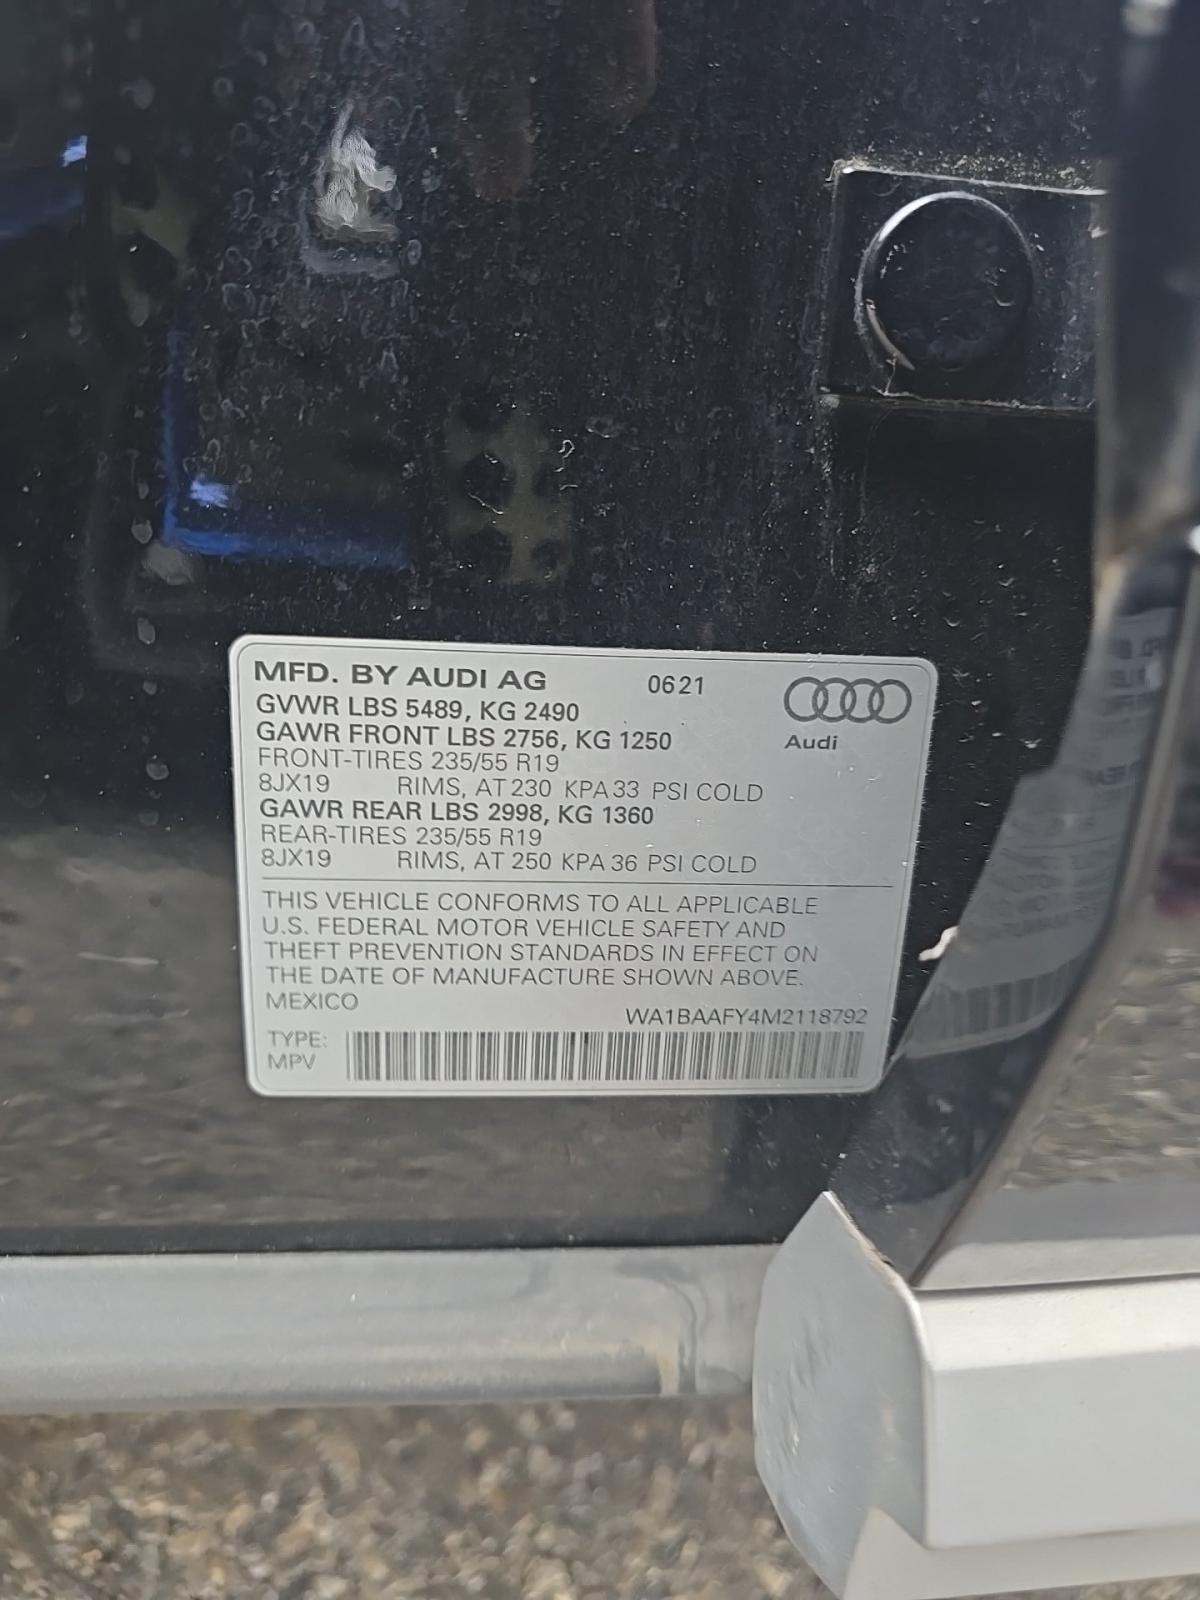 MFD. BY AUDI AG 0621
GVWR LBS 5489, KG 2490
GAWR FRONT LBS 2756, KG 1250
Audi
FRONT-TIRES 235/55 R19
8JX19 RIMS, AT 230 KPA 33 PSI COLD
GAWR REAR LBS 2998, KG 1360
REAR-TIRES 235/55 R19
8JX19 RIMS, AT 250 KPA 36 PSI COLD
THIS VEHICLE CONFORMS TO ALL APPLICABLE
U.S. FEDERAL MOTOR VEHICLE SAFETY AND
THEFT PREVENTION STANDARDS IN EFFECT ON
THE DATE OF MANUFACTURE SHOWN ABOVE.
MEXICO
WA1BAAFY4M2118792
TYPE:
MPV